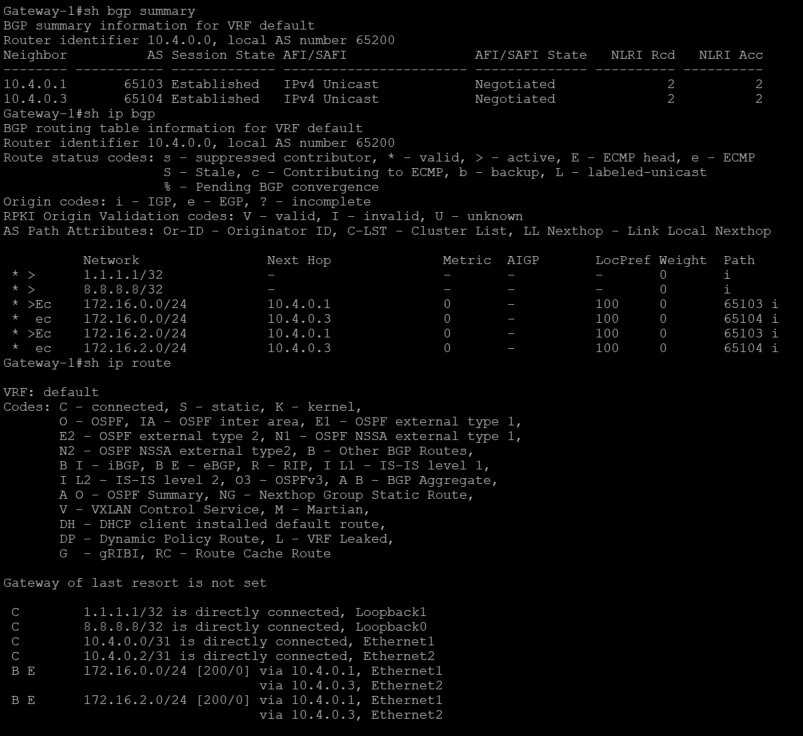 Gateway-1#sh bgp summary
BGP summary information for VRF default
Router identifier 10.4.0.0, local AS number 65200
Neighbor          AS Session State AFI/SAFI                AFI/SAFI State   NLRI Rcd   NLRI Acc
-------- ----------- ------------- ----------------------- -------------- ---------- ----------
10.4.0.1       65103 Established   IPv4 Unicast            Negotiated              2          2
10.4.0.3       65104 Established   IPv4 Unicast            Negotiated              2          2
Gateway-1#sh ip bgp
BGP routing table information for VRF default
Router identifier 10.4.0.0, local AS number 65200
Route status codes: s - suppressed contributor, * - valid, > - active, E - ECMP head, e - ECMP
                    S - Stale, c - Contributing to ECMP, b - backup, L - labeled-unicast
                    % - Pending BGP convergence
Origin codes: i - IGP, e - EGP, ? - incomplete
RPKI Origin Validation codes: V - valid, I - invalid, U - unknown
AS Path Attributes: Or-ID - Originator ID, C-LST - Cluster List, LL Nexthop - Link Local Nexthop
          Network                Next Hop              Metric  AIGP       LocPref Weight  Path
 * >      1.1.1.1/32             -                     -       -          -       0       i
 * >      8.8.8.8/32             -                     -       -          -       0       i
 * >Ec    172.16.0.0/24          10.4.0.1              0       -          100     0       65103 i
 *  ec    172.16.0.0/24          10.4.0.3              0       -          100     0       65104 i
 * >Ec    172.16.2.0/24          10.4.0.1              0       -          100     0       65103 i
 *  ec    172.16.2.0/24          10.4.0.3              0       -          100     0       65104 i
Gateway-1#sh ip route
VRF: default
Codes: C - connected, S - static, K - kernel,
       O - OSPF, IA - OSPF inter area, E1 - OSPF external type 1,
       E2 - OSPF external type 2, N1 - OSPF NSSA external type 1,
       N2 - OSPF NSSA external type2, B - Other BGP Routes,
       B I - iBGP, B E - eBGP, R - RIP, I L1 - IS-IS level 1,
       I L2 - IS-IS level 2, O3 - OSPFv3, A B - BGP Aggregate,
       A O - OSPF Summary, NG - Nexthop Group Static Route,
       V - VXLAN Control Service, M - Martian,
       DH - DHCP client installed default route,
       DP - Dynamic Policy Route, L - VRF Leaked,
       G  - gRIBI, RC - Route Cache Route
Gateway of last resort is not set
 C        1.1.1.1/32 is directly connected, Loopback1
 C        8.8.8.8/32 is directly connected, Loopback0
 C        10.4.0.0/31 is directly connected, Ethernet1
 C        10.4.0.2/31 is directly connected, Ethernet2
 B E      172.16.0.0/24 [200/0] via 10.4.0.1, Ethernet1
                                via 10.4.0.3, Ethernet2
 B E      172.16.2.0/24 [200/0] via 10.4.0.1, Ethernet1
                                via 10.4.0.3, Ethernet2